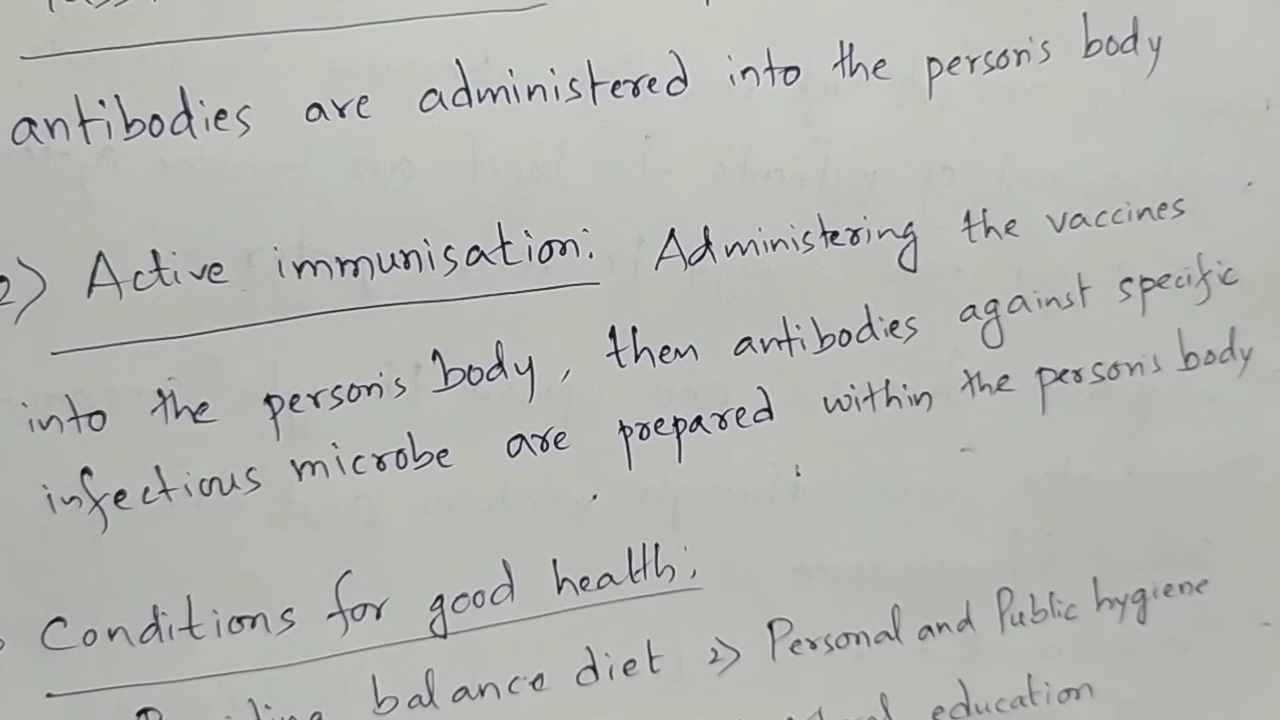 antibodies are administered into the person's body
2) Active immunisation: Administering the vaccines
into the person's body, then antibodies against specific
infectious microbe are prepared within the person's body
Conditions for good health:
balance diet 2) Personal and Public hygiene
education